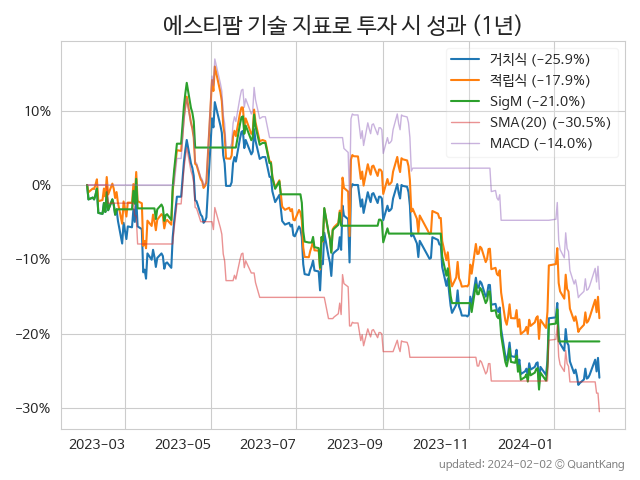 에스티팜 기술 지표로 투자 시 성과 (1년)
거치식 (−25.9%)
적립식 (−17.9%)
SigM (−21.0%)
SMA(20) (−30.5%)
MACD (−14.0%)
10%
0%
−10%
−20%
−30%
2023−03 2023−05 2023−07 2023−09 2023−11 2024−01
updated: 2024−02−02 © QuantKang